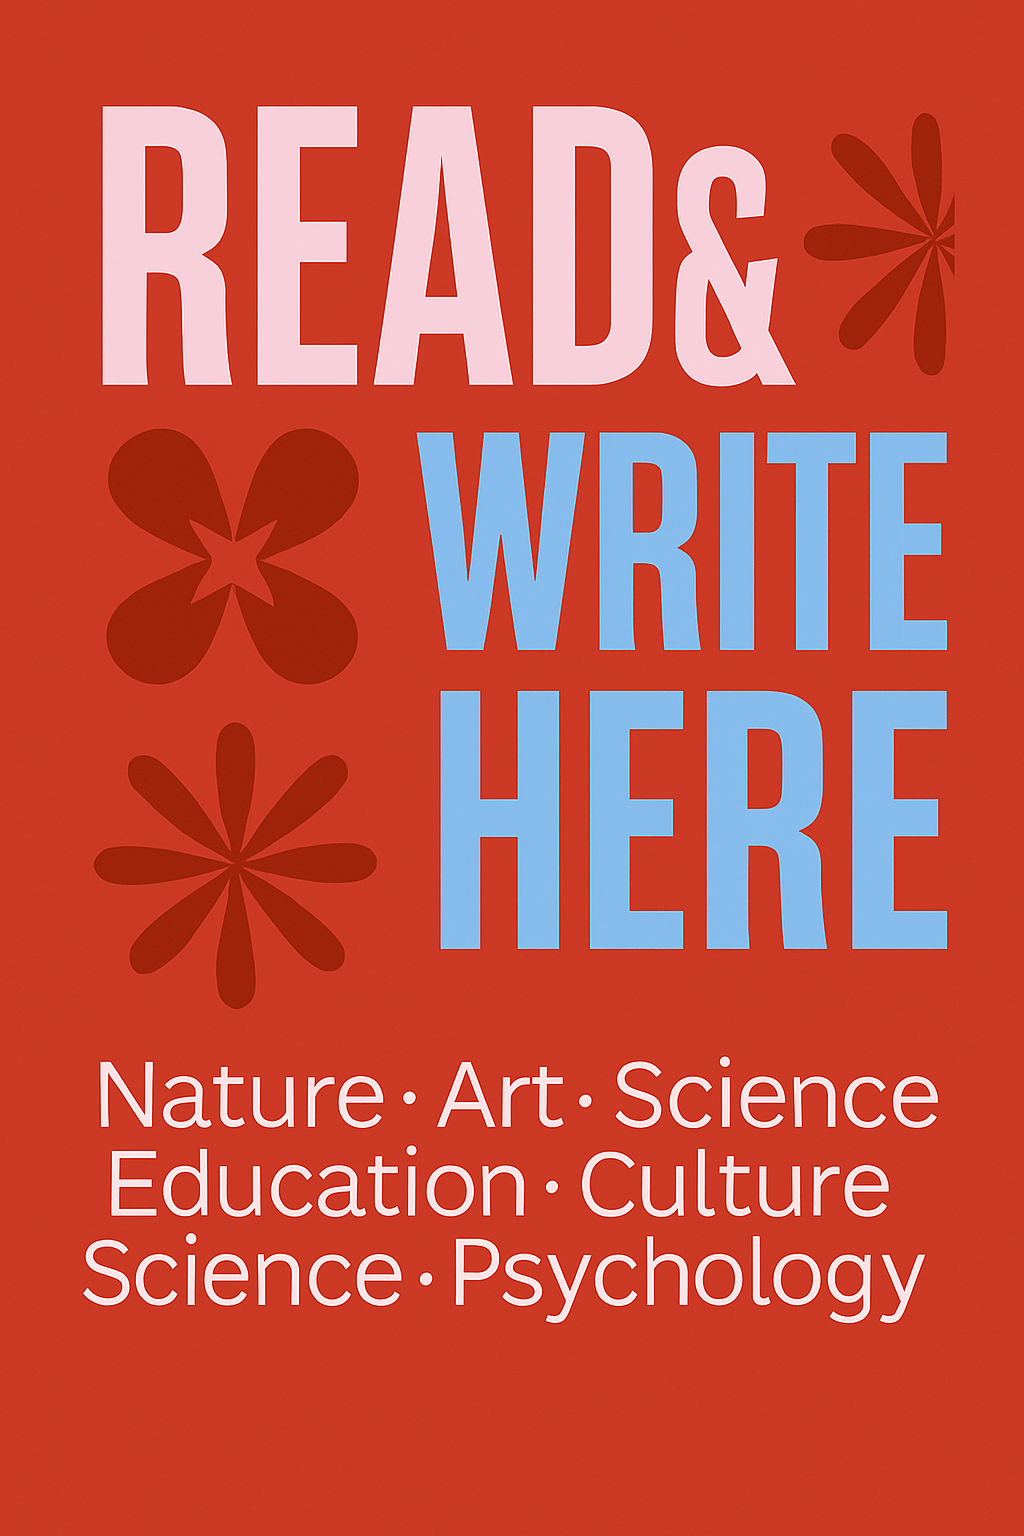 READ&
WRITE
HERE
Nature · Art · Science
Education · Culture
Science · Psychology